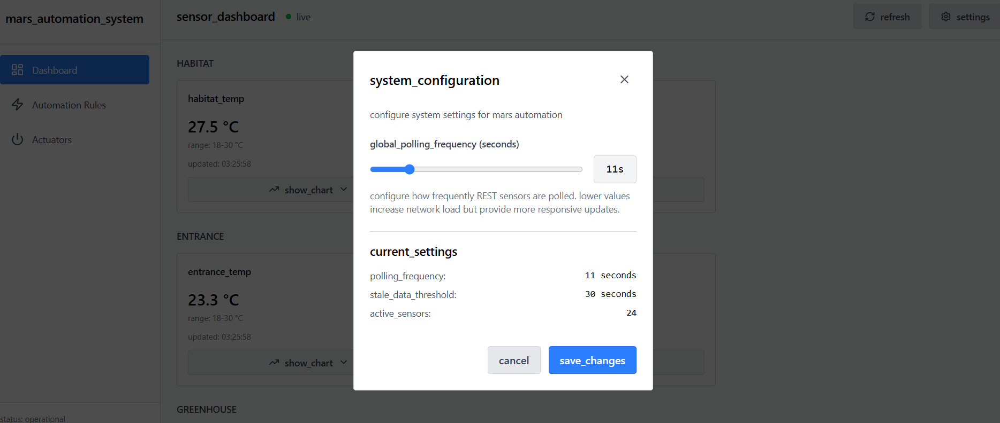 mars_automation_system
Dashboard
Automation Rules
Actuators
status: operational
sensor_dashboard
live
refresh
settings
HABITAT
habitat_temp
27.5 °C
range: 18-30 °C
updated: 03:25:58
show_chart
ENTRANCE
entrance_temp
23.3 °C
range: 18-30 °C
updated: 03:25:58
show_chart
GREENHOUSE
system_configuration
configure system settings for mars automation
global_polling_frequency (seconds)
11s
configure how frequently REST sensors are polled. lower values
increase network load but provide more responsive updates.
current_settings
polling_frequency: 11 seconds
stale_data_threshold: 30 seconds
active_sensors: 24
cancel
save_changes